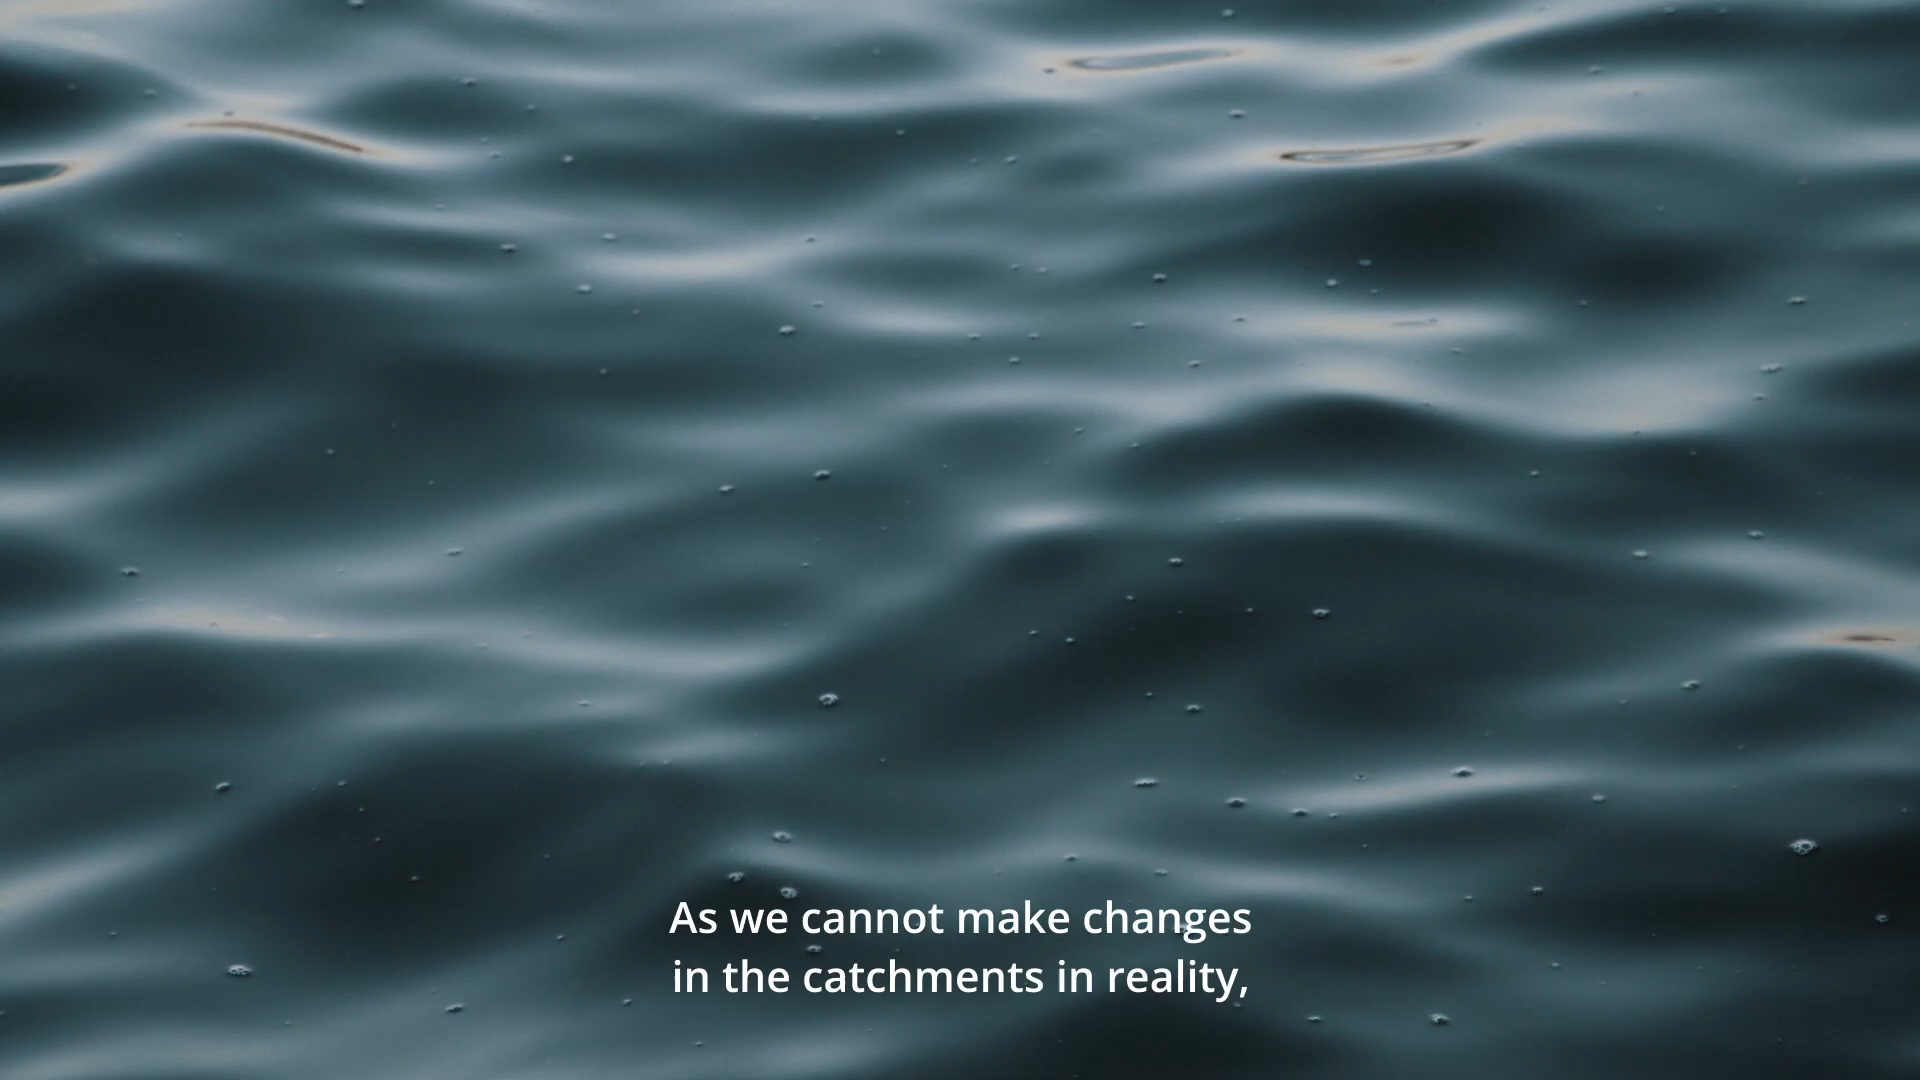 As we cannot make changes
in the catchments in reality,